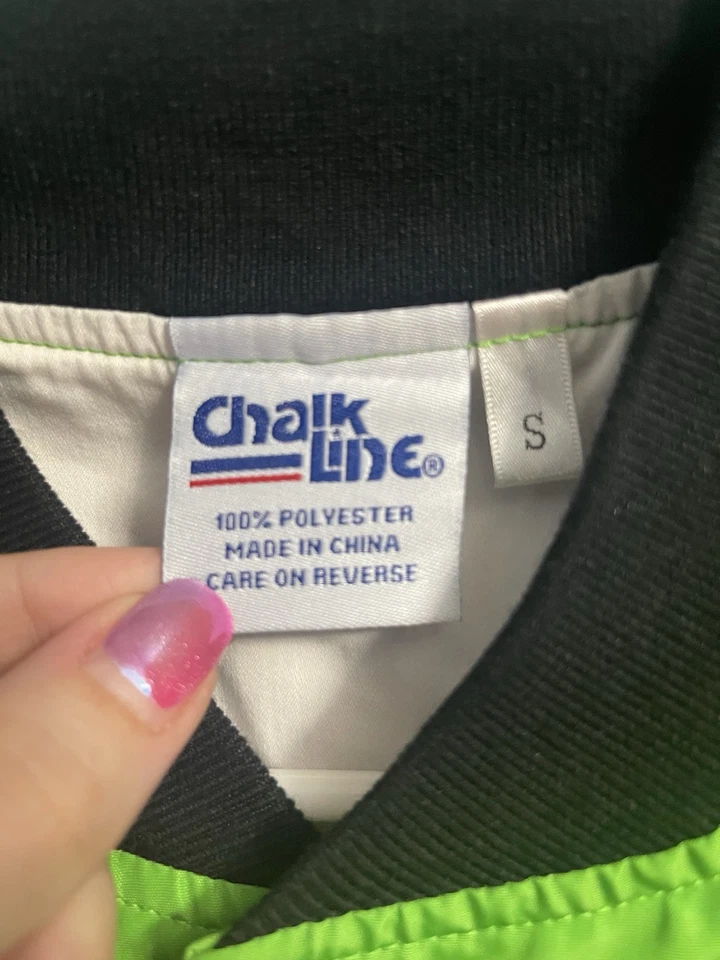 Chalk
Line®
100% POLYESTER
MADE IN CHINA
CARE ON REVERSE
S